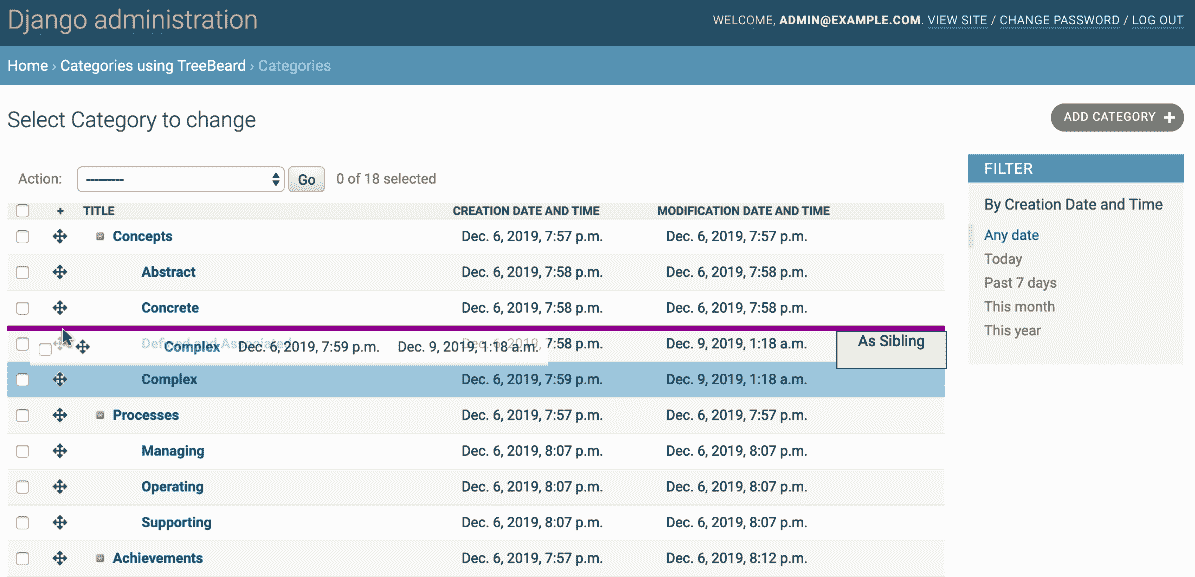 Django administration
WELCOME, ADMIN@EXAMPLE.COM. VIEW SITE / CHANGE PASSWORD / LOG OUT
Home › Categories using TreeBeard › Categories
Select Category to change
ADD CATEGORY +
Action: --------- Go 0 of 18 selected
+ TITLE CREATION DATE AND TIME MODIFICATION DATE AND TIME
Concepts Dec. 6, 2019, 7:57 p.m. Dec. 6, 2019, 7:57 p.m.
Abstract Dec. 6, 2019, 7:58 p.m. Dec. 6, 2019, 7:58 p.m.
Concrete Dec. 6, 2019, 7:58 p.m. Dec. 6, 2019, 7:58 p.m.
7:58 p.m. Dec. 9, 2019, 1:18 a.m.
Complex Dec. 6, 2019, 7:59 p.m. Dec. 9, 2019, 1:18 a.m.
As Sibling
Complex Dec. 6, 2019, 7:59 p.m. Dec. 9, 2019, 1:18 a.m.
Processes Dec. 6, 2019, 7:57 p.m. Dec. 6, 2019, 7:57 p.m.
Managing Dec. 6, 2019, 8:07 p.m. Dec. 6, 2019, 8:07 p.m.
Operating Dec. 6, 2019, 8:07 p.m. Dec. 6, 2019, 8:07 p.m.
Supporting Dec. 6, 2019, 8:07 p.m. Dec. 6, 2019, 8:07 p.m.
Achievements Dec. 6, 2019, 7:57 p.m. Dec. 6, 2019, 8:12 p.m.
FILTER
By Creation Date and Time
Any date
Today
Past 7 days
This month
This year